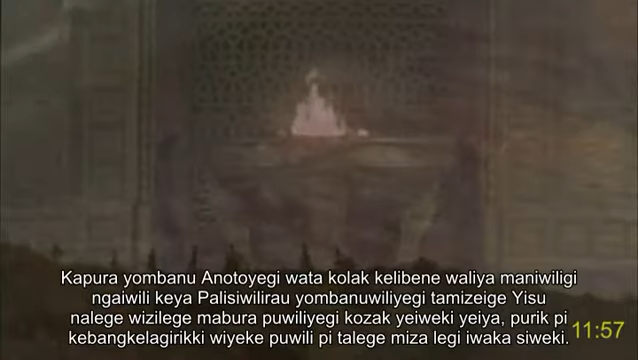 Kapura yombanu Anotoyegi wata kolak kelibene waliya maniwiligi
ngaiwili keya Palisiwilirau yombanuwiliyegi tamizeige Yisu
nalege wizilege mabura puwiliyegi kozak yeiweki yeiya, purik pi
kebangkelagirikki wiyeke puwili pi talege miza legi iwaka siweki.
11:57